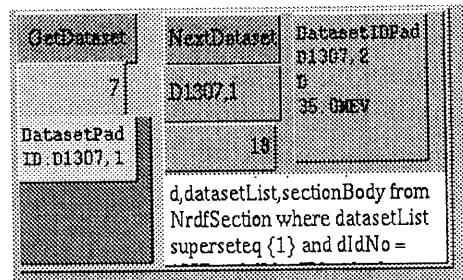 GetDataset
7
DatasetPad
ID:D1307,1
NextDataset
D1307,1
18
DatasetIDPad
D1307,2
D
35.0MEV
d,datasetList,sectionBody from
NrdfSection where datasetList
superseteq {1} and dIdNo =